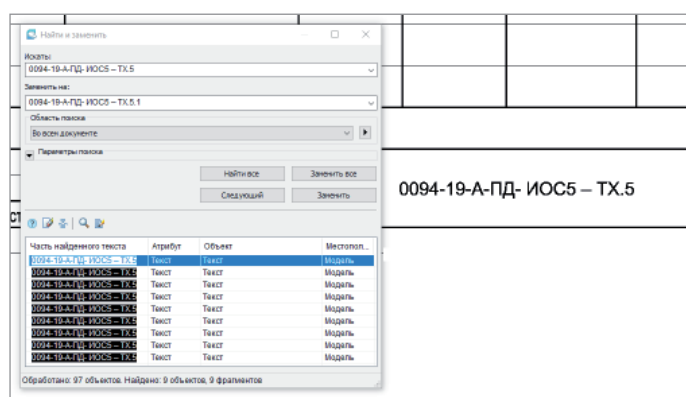 Найти и заменить
Искать:
0094-19-А-ПД- ИОС5 – ТХ.5
Заменить на:
0094-19-А-ПД- ИОС5 – ТХ.5.1
Область поиска
Во всем документе
Параметры поиска
Найти все
Заменить все
Следующий
Заменить
0094-19-А-ПД- ИОС5 – ТХ.5
Часть найденного текста Атрибут Объект Местопол...
0094-19-А-ПД- ИОС5 – ТХ.5 Текст Текст Модель
0094-19-А-ПД- ИОС5 – ТХ.5 Текст Текст Модель
0094-19-А-ПД- ИОС5 – ТХ.5 Текст Текст Модель
0094-19-А-ПД- ИОС5 – ТХ.5 Текст Текст Модель
0094-19-А-ПД- ИОС5 – ТХ.5 Текст Текст Модель
0094-19-А-ПД- ИОС5 – ТХ.5 Текст Текст Модель
0094-19-А-ПД- ИОС5 – ТХ.5 Текст Текст Модель
0094-19-А-ПД- ИОС5 – ТХ.5 Текст Текст Модель
0094-19-А-ПД- ИОС5 – ТХ.5 Текст Текст Модель
Обработано: 97 объектов. Найдено: 9 объектов, 9 фрагментов